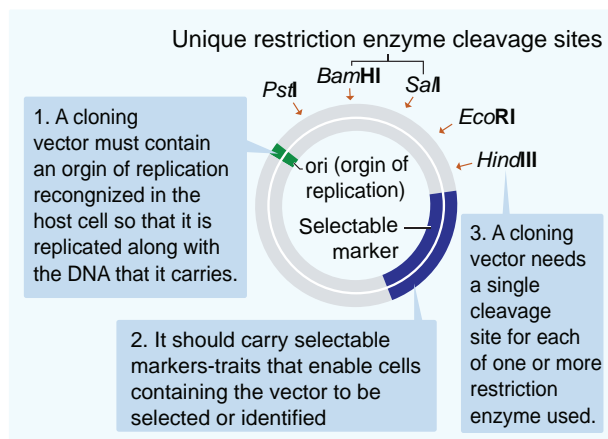 Unique restriction enzyme cleavage sites
PstI
BamHI
SalI
EcoRI
HindIII
1. A cloning
vector must contain
an orgin of replication
recongnized in the
host cell so that it is
replicated along with
the DNA that it carries.
ori (orgin of
replication)
Selectable
marker
3. A cloning
vector needs
a single
cleavage
site for each
of one or more
restriction
enzyme used.
2. It should carry selectable
markers-traits that enable cells
containing the vector to be
selected or identified